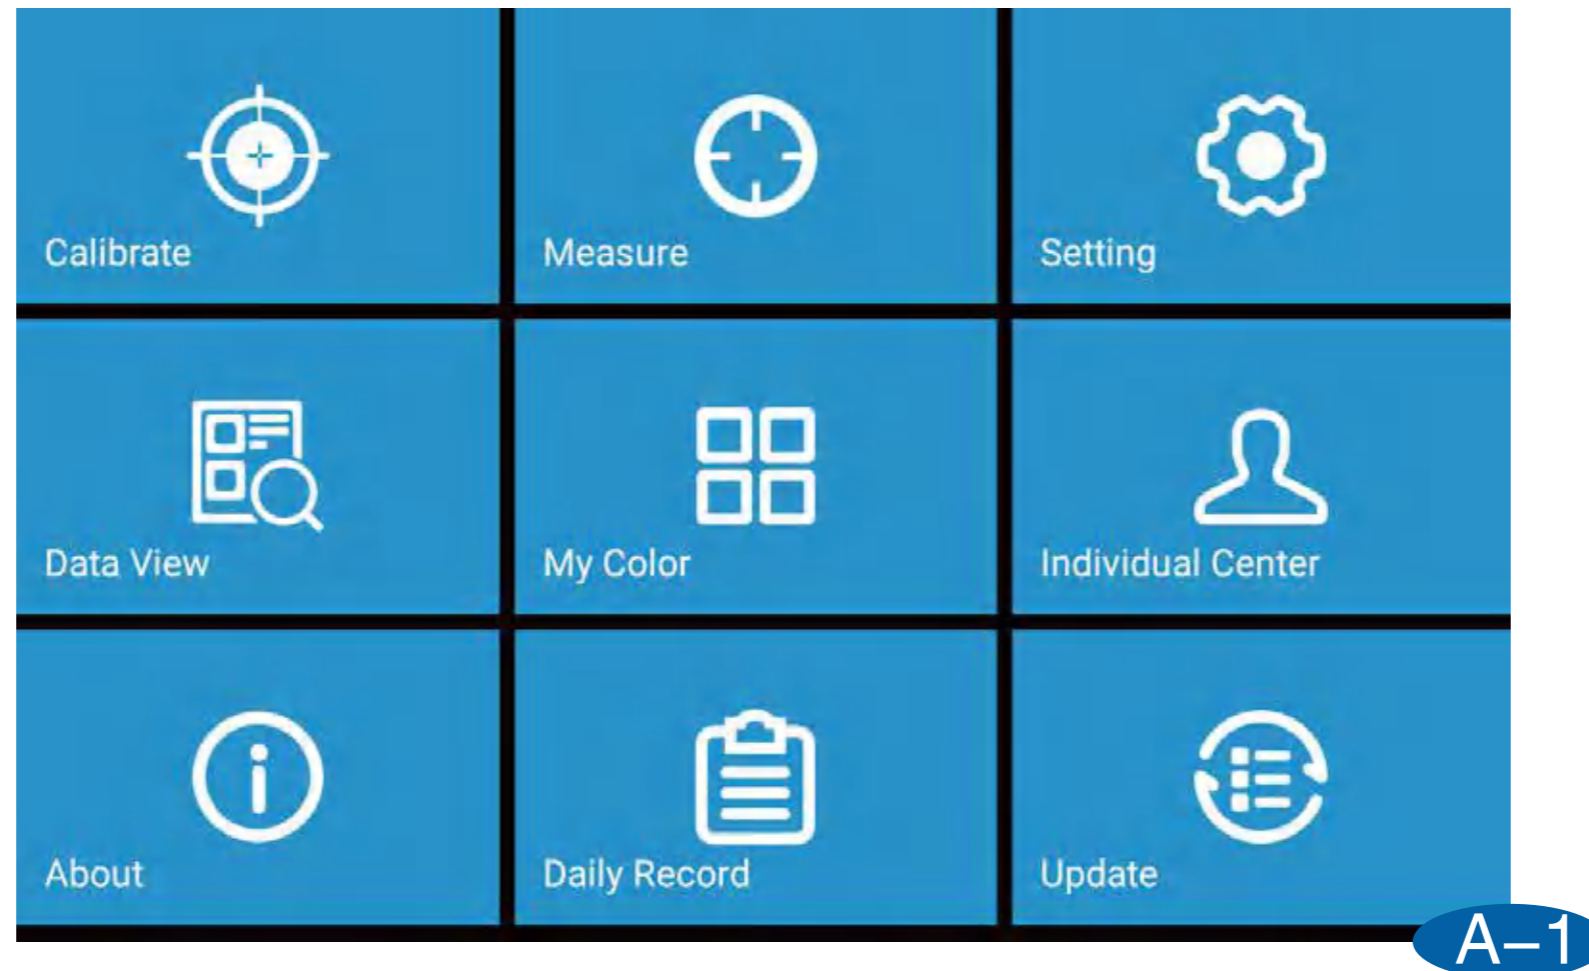 Calibrate
Measure
Setting
Data View
My Color
Individual Center
About
Daily Record
Update
A–1